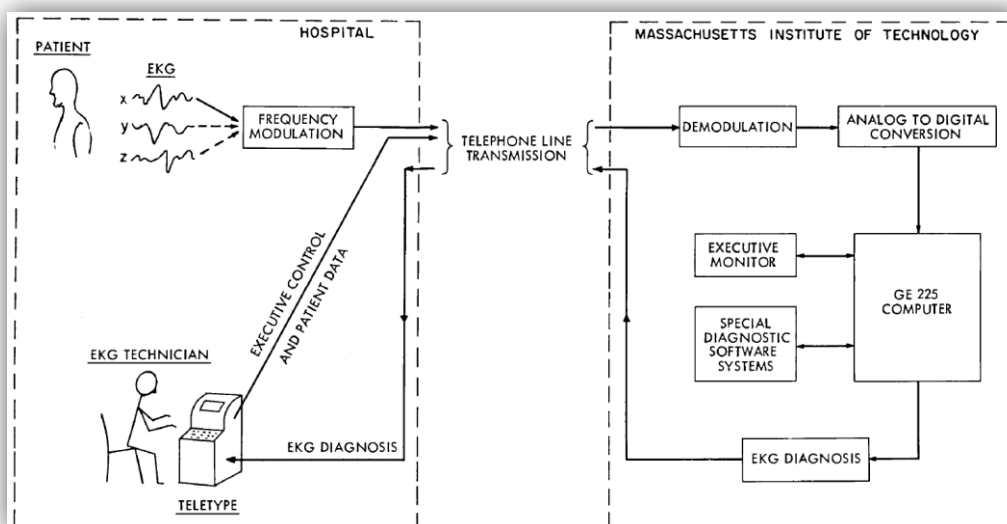 HOSPITAL
PATIENT
EKG
x
y
z
FREQUENCY
MODULATION
TELEPHONE LINE
TRANSMISSION
EXECUTIVE CONTROL
AND PATIENT DATA
EKG TECHNICIAN
EKG DIAGNOSIS
TELETYPE
MASSACHUSETTS INSTITUTE OF TECHNOLOGY
DEMODULATION
ANALOG TO DIGITAL
CONVERSION
EXECUTIVE
MONITOR
GE 225
COMPUTER
SPECIAL
DIAGNOSTIC
SOFTWARE
SYSTEMS
EKG DIAGNOSIS